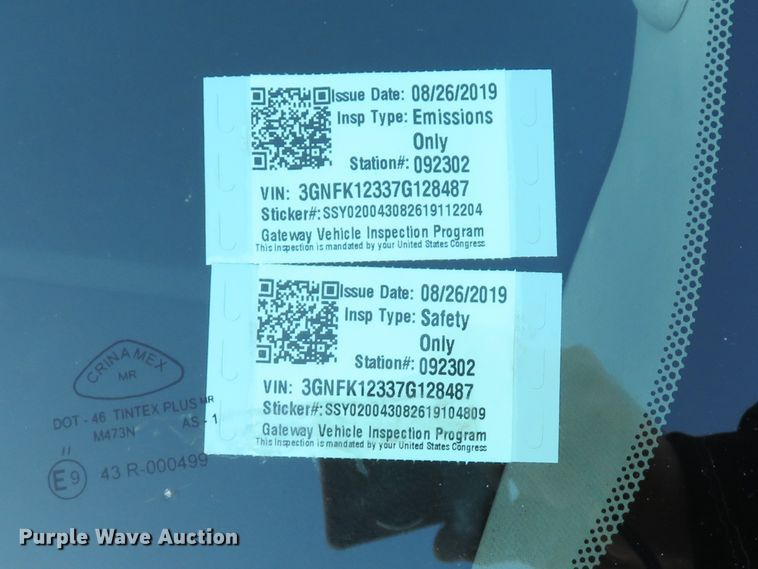 Issue Date: 08/26/2019
Insp Type: Emissions
Only
Station#: 092302
VIN: 3GNFK12337G128487
Sticker#: SSY020043082619112204
Gateway Vehicle Inspection Program
This Inspection is mandated by your United States Congress
Issue Date: 08/26/2019
Insp Type: Safety
Only
Station#: 092302
VIN: 3GNFK12337G128487
Sticker#: SSY020043082619104809
Gateway Vehicle Inspection Program
This Inspection is mandated by your United States Congress
CRINAMEX
MR
DOT - 46 TINTEX PLUS MR
M473N AS - 1
II
E9 43 R-000499
Purple Wave Auction